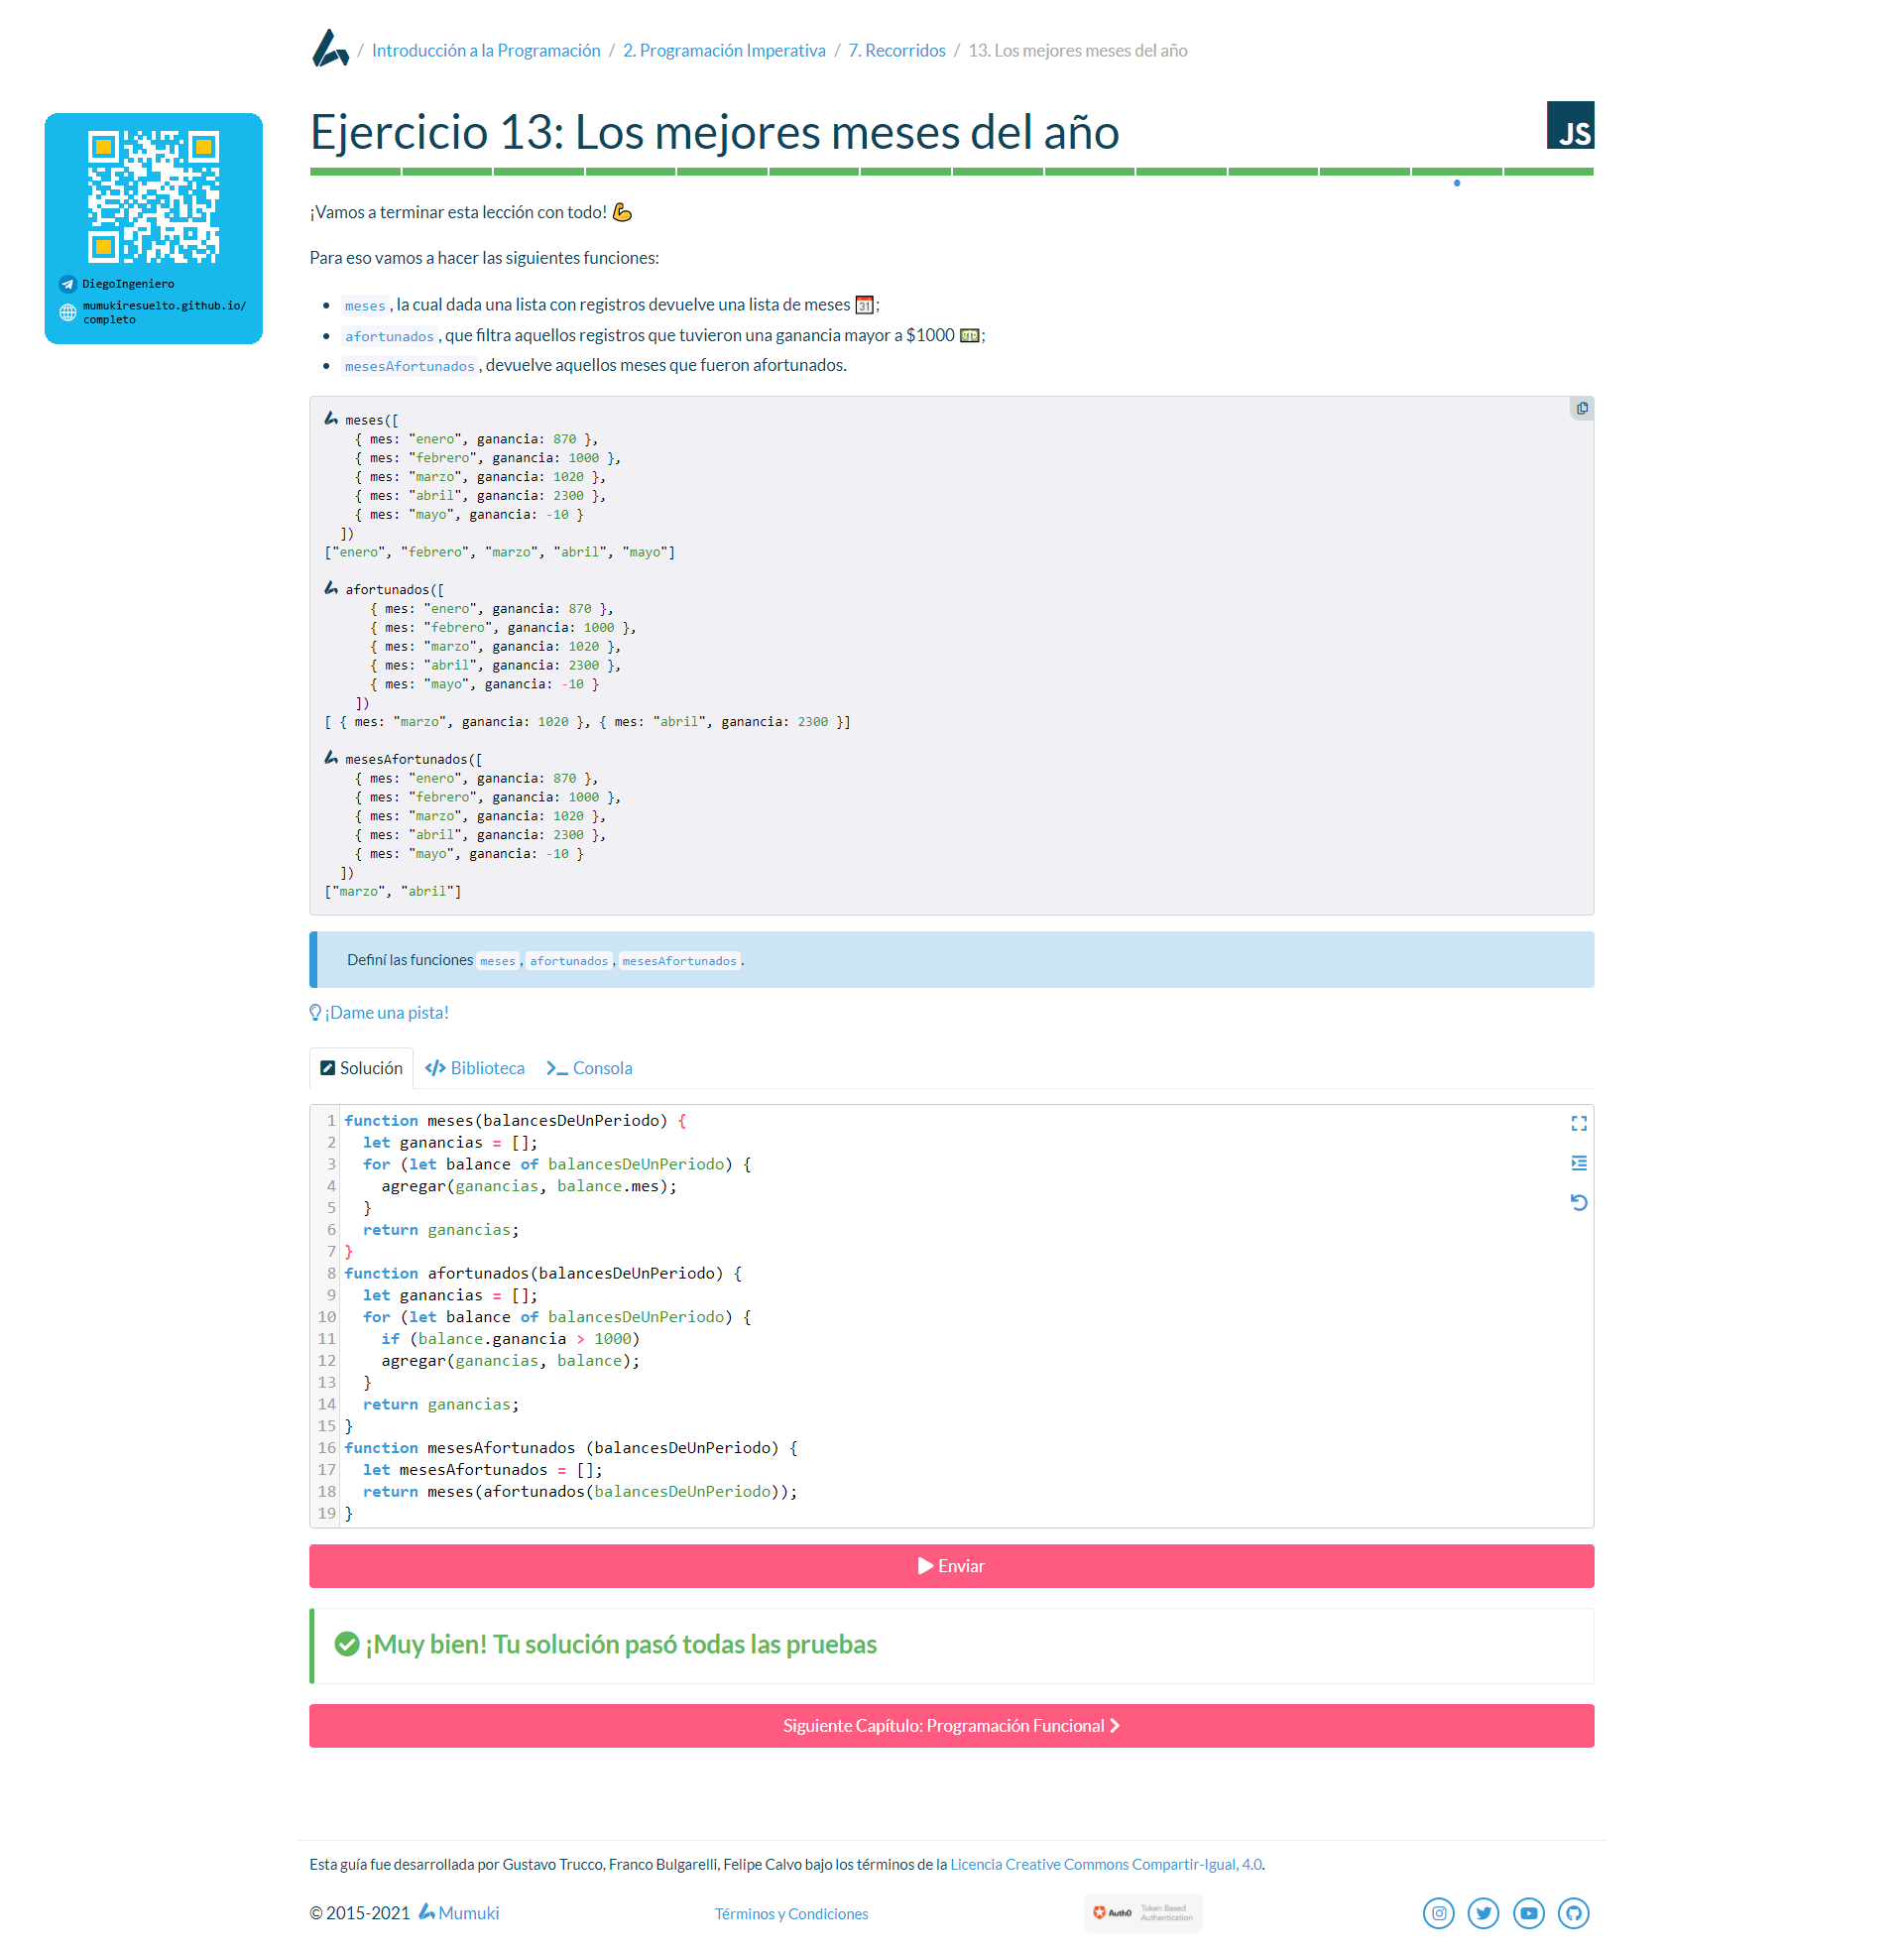 / Introducción a la Programación / 2. Programación Imperativa / 7. Recorridos / 13. Los mejores meses del año
DiegoIngeniero
mumukiresuelto.github.io/
completo
Ejercicio 13: Los mejores meses del año
JS
¡Vamos a terminar esta lección con todo! 💪
Para eso vamos a hacer las siguientes funciones:
• meses, la cual dada una lista con registros devuelve una lista de meses 📅;
• afortunados, que filtra aquellos registros que tuvieron una ganancia mayor a $1000 💵;
• mesesAfortunados, devuelve aquellos meses que fueron afortunados.
meses([
{ mes: "enero", ganancia: 870 },
{ mes: "febrero", ganancia: 1000 },
{ mes: "marzo", ganancia: 1020 },
{ mes: "abril", ganancia: 2300 },
{ mes: "mayo", ganancia: -10 }
])
["enero", "febrero", "marzo", "abril", "mayo"]
afortunados([
{ mes: "enero", ganancia: 870 },
{ mes: "febrero", ganancia: 1000 },
{ mes: "marzo", ganancia: 1020 },
{ mes: "abril", ganancia: 2300 },
{ mes: "mayo", ganancia: -10 }
])
[ { mes: "marzo", ganancia: 1020 }, { mes: "abril", ganancia: 2300 }]
mesesAfortunados([
{ mes: "enero", ganancia: 870 },
{ mes: "febrero", ganancia: 1000 },
{ mes: "marzo", ganancia: 1020 },
{ mes: "abril", ganancia: 2300 },
{ mes: "mayo", ganancia: -10 }
])
["marzo", "abril"]
Definí las funciones meses, afortunados, mesesAfortunados.
¡Dame una pista!
Solución Biblioteca Consola
1 function meses(balancesDeUnPeriodo) {
2 let ganancias = [];
3 for (let balance of balancesDeUnPeriodo) {
4 agregar(ganancias, balance.mes);
5 }
6 return ganancias;
7 }
8 function afortunados(balancesDeUnPeriodo) {
9 let ganancias = [];
10 for (let balance of balancesDeUnPeriodo) {
11 if (balance.ganancia > 1000)
12 agregar(ganancias, balance);
13 }
14 return ganancias;
15 }
16 function mesesAfortunados (balancesDeUnPeriodo) {
17 let mesesAfortunados = [];
18 return meses(afortunados(balancesDeUnPeriodo));
19 }
Enviar
¡Muy bien! Tu solución pasó todas las pruebas
Siguiente Capítulo: Programación Funcional
Esta guía fue desarrollada por Gustavo Trucco, Franco Bulgarelli, Felipe Calvo bajo los términos de la Licencia Creative Commons Compartir-Igual, 4.0.
© 2015-2021 Mumuki
Términos y Condiciones
Auth0 Token Based
Authentication